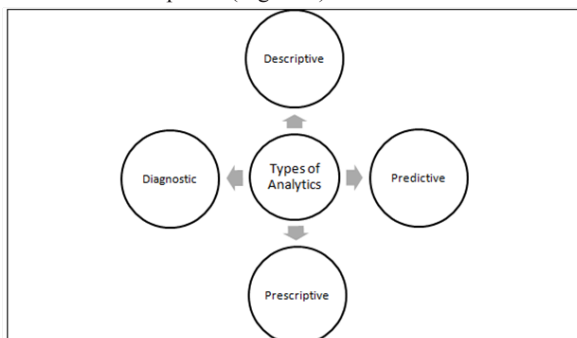 Descriptive
Diagnostic
Types of
Analytics
Predictive
Prescriptive